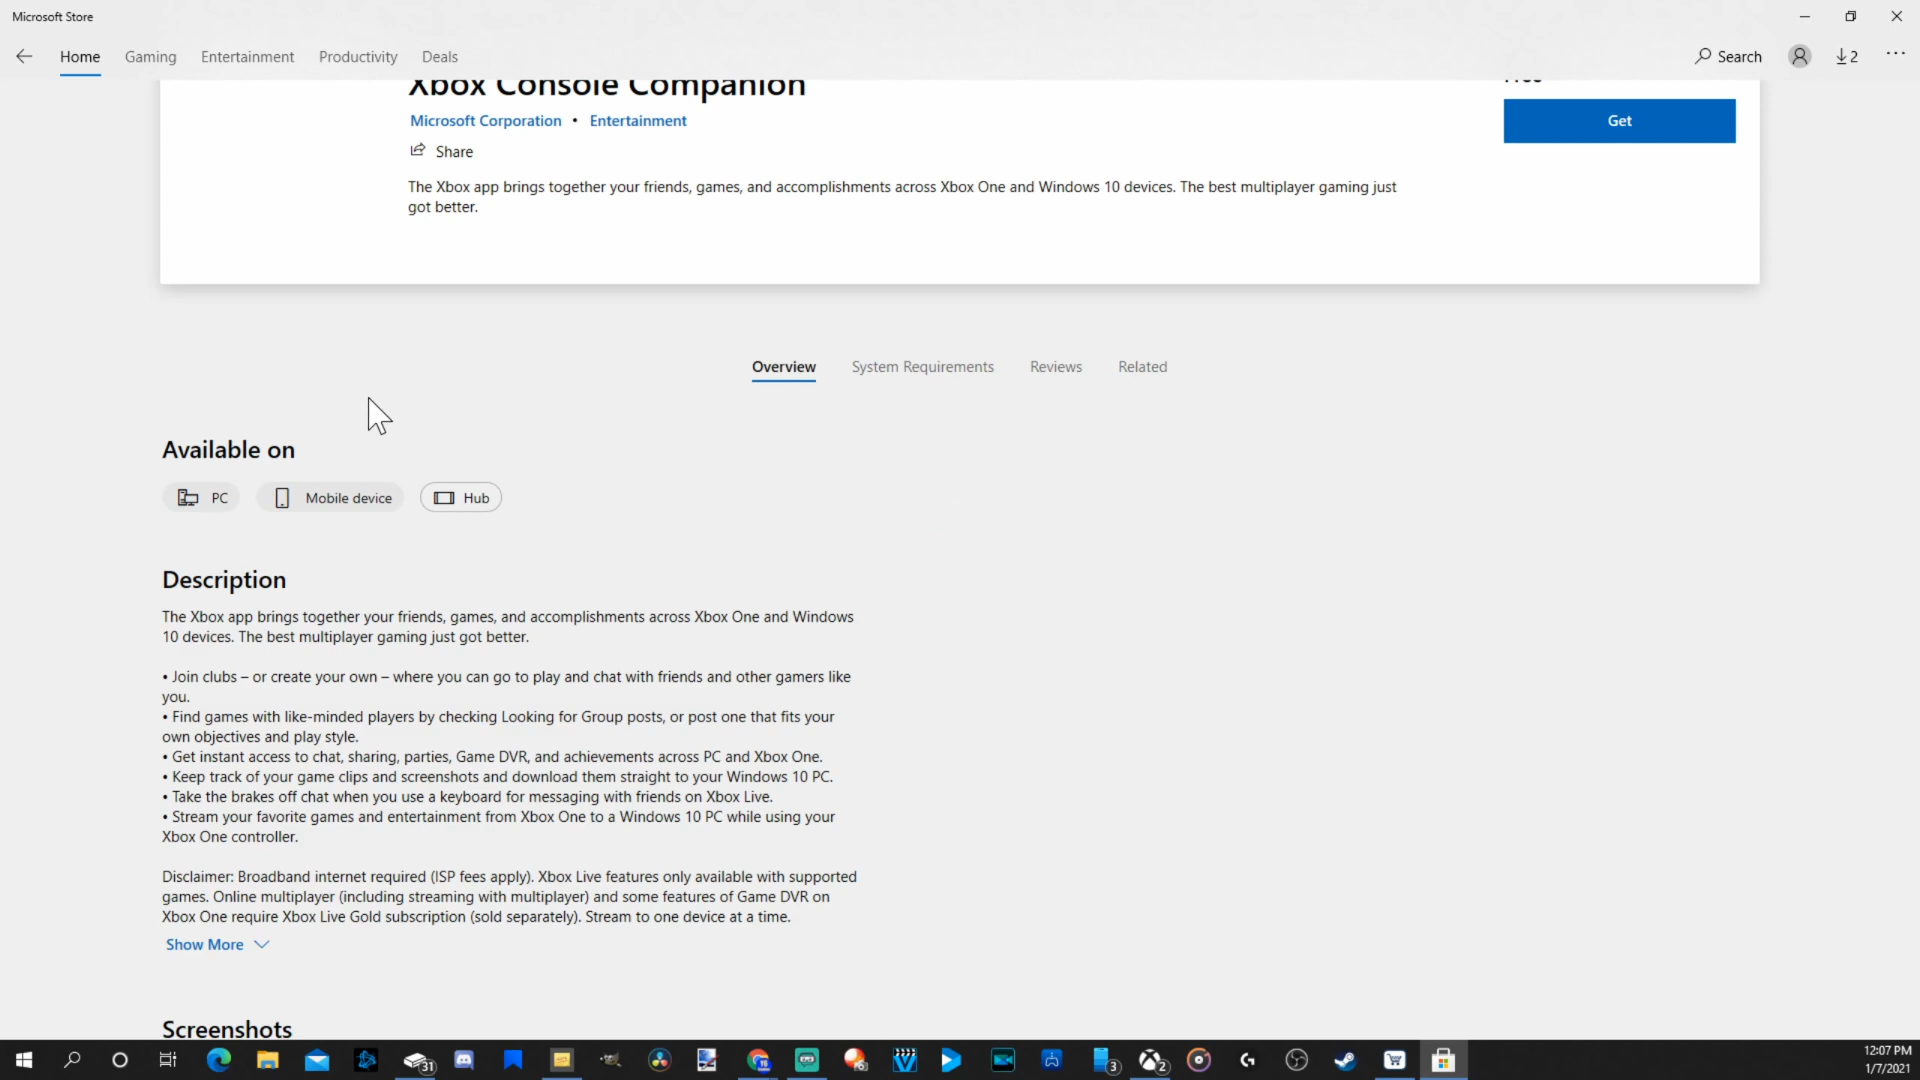 Microsoft Store
Home Gaming Entertainment Productivity Deals
Search
2
Xbox Console Companion
Microsoft Corporation • Entertainment
Get
Share
The Xbox app brings together your friends, games, and accomplishments across Xbox One and Windows 10 devices. The best multiplayer gaming just
got better.
Overview System Requirements Reviews Related
Available on
PC Mobile device Hub
Description
The Xbox app brings together your friends, games, and accomplishments across Xbox One and Windows
10 devices. The best multiplayer gaming just got better.
• Join clubs – or create your own – where you can go to play and chat with friends and other gamers like
you.
• Find games with like-minded players by checking Looking for Group posts, or post one that fits your
own objectives and play style.
• Get instant access to chat, sharing, parties, Game DVR, and achievements across PC and Xbox One.
• Keep track of your game clips and screenshots and download them straight to your Windows 10 PC.
• Take the brakes off chat when you use a keyboard for messaging with friends on Xbox Live.
• Stream your favorite games and entertainment from Xbox One to a Windows 10 PC while using your
Xbox One controller.
Disclaimer: Broadband internet required (ISP fees apply). Xbox Live features only available with supported
games. Online multiplayer (including streaming with multiplayer) and some features of Game DVR on
Xbox One require Xbox Live Gold subscription (sold separately). Stream to one device at a time.
Show More
Screenshots
31
3
2
12:07 PM
1/7/2021